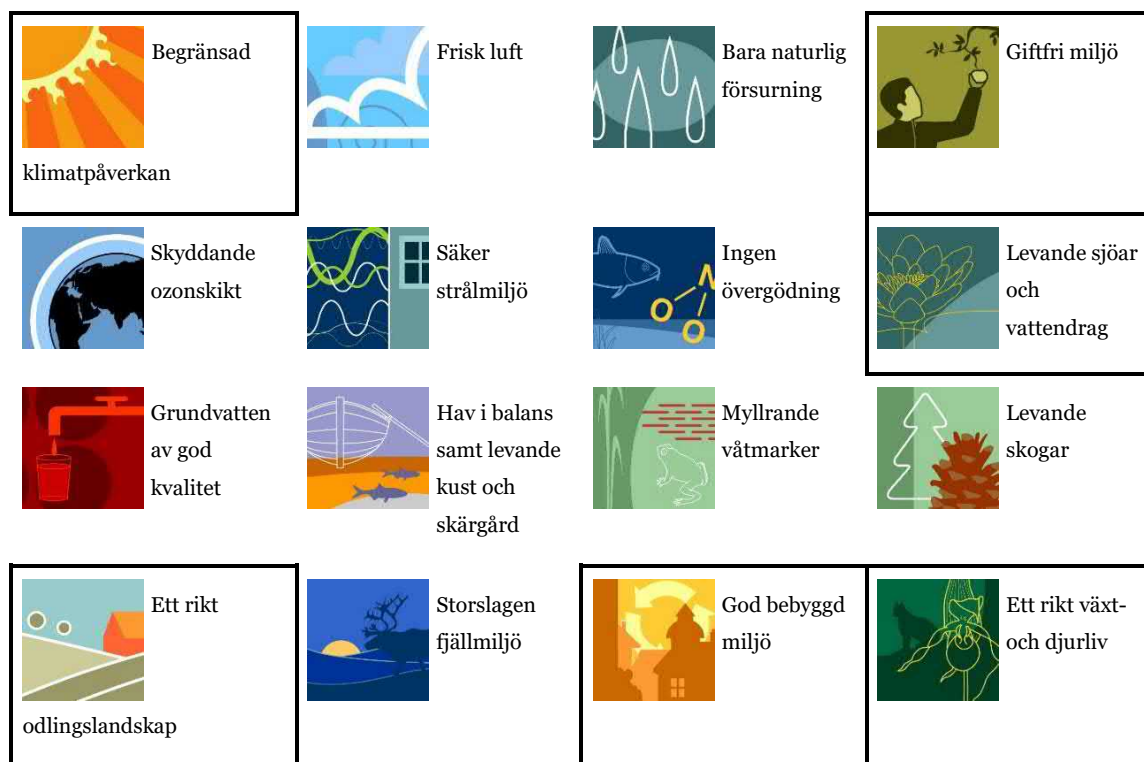 Begränsad
klimatpåverkan
Frisk luft
Bara naturlig
försurning
Giftfri miljö
Skyddande
ozonskikt
Säker
strålmiljö
Ingen
övergödning
N
O
O
Levande sjöar
och
vattendrag
Grundvatten
av god
kvalitet
Hav i balans
samt levande
kust och
skärgård
Myllrande
våtmarker
Levande
skogar
Ett rikt
odlingslandskap
Storslagen
fjällmiljö
God bebyggd
miljö
Ett rikt växt-
och djurliv